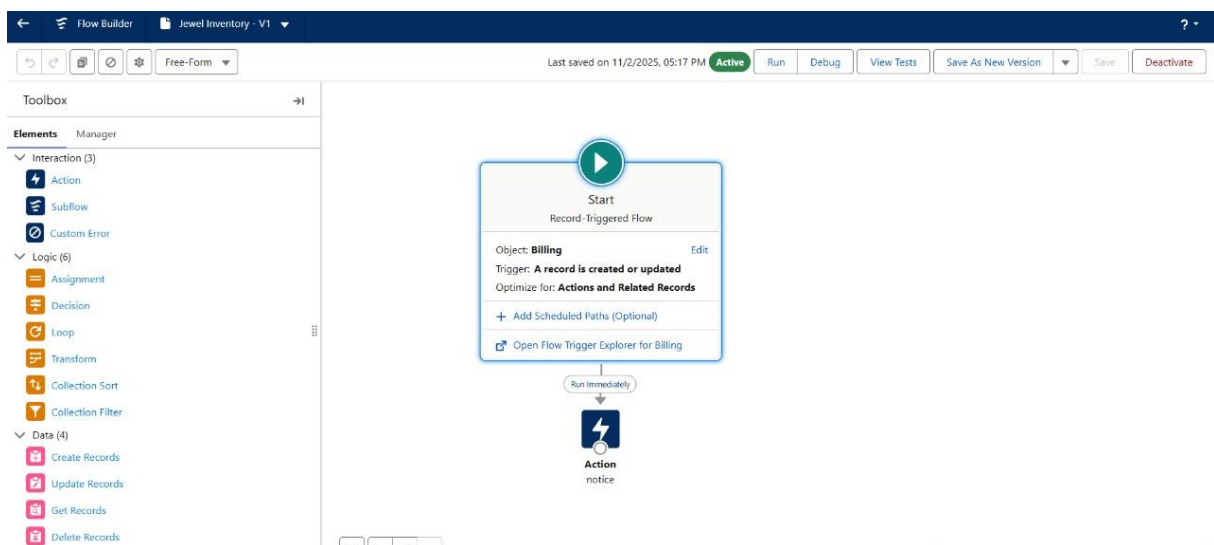 Flow Builder
Jewel Inventory - V1
?
Free-Form
Last saved on 11/2/2025, 05:17 PM
Active
Run
Debug
View Tests
Save As New Version
Save
Deactivate
Toolbox
Elements
Manager
Interaction (3)
Action
Subflow
Custom Error
Logic (6)
Assignment
Decision
Loop
Transform
Collection Sort
Collection Filter
Data (4)
Create Records
Update Records
Get Records
Delete Records
Start
Record-Triggered Flow
Object: Billing
Edit
Trigger: A record is created or updated
Optimize for: Actions and Related Records
+ Add Scheduled Paths (Optional)
Open Flow Trigger Explorer for Billing
Run Immediately
Action
notice